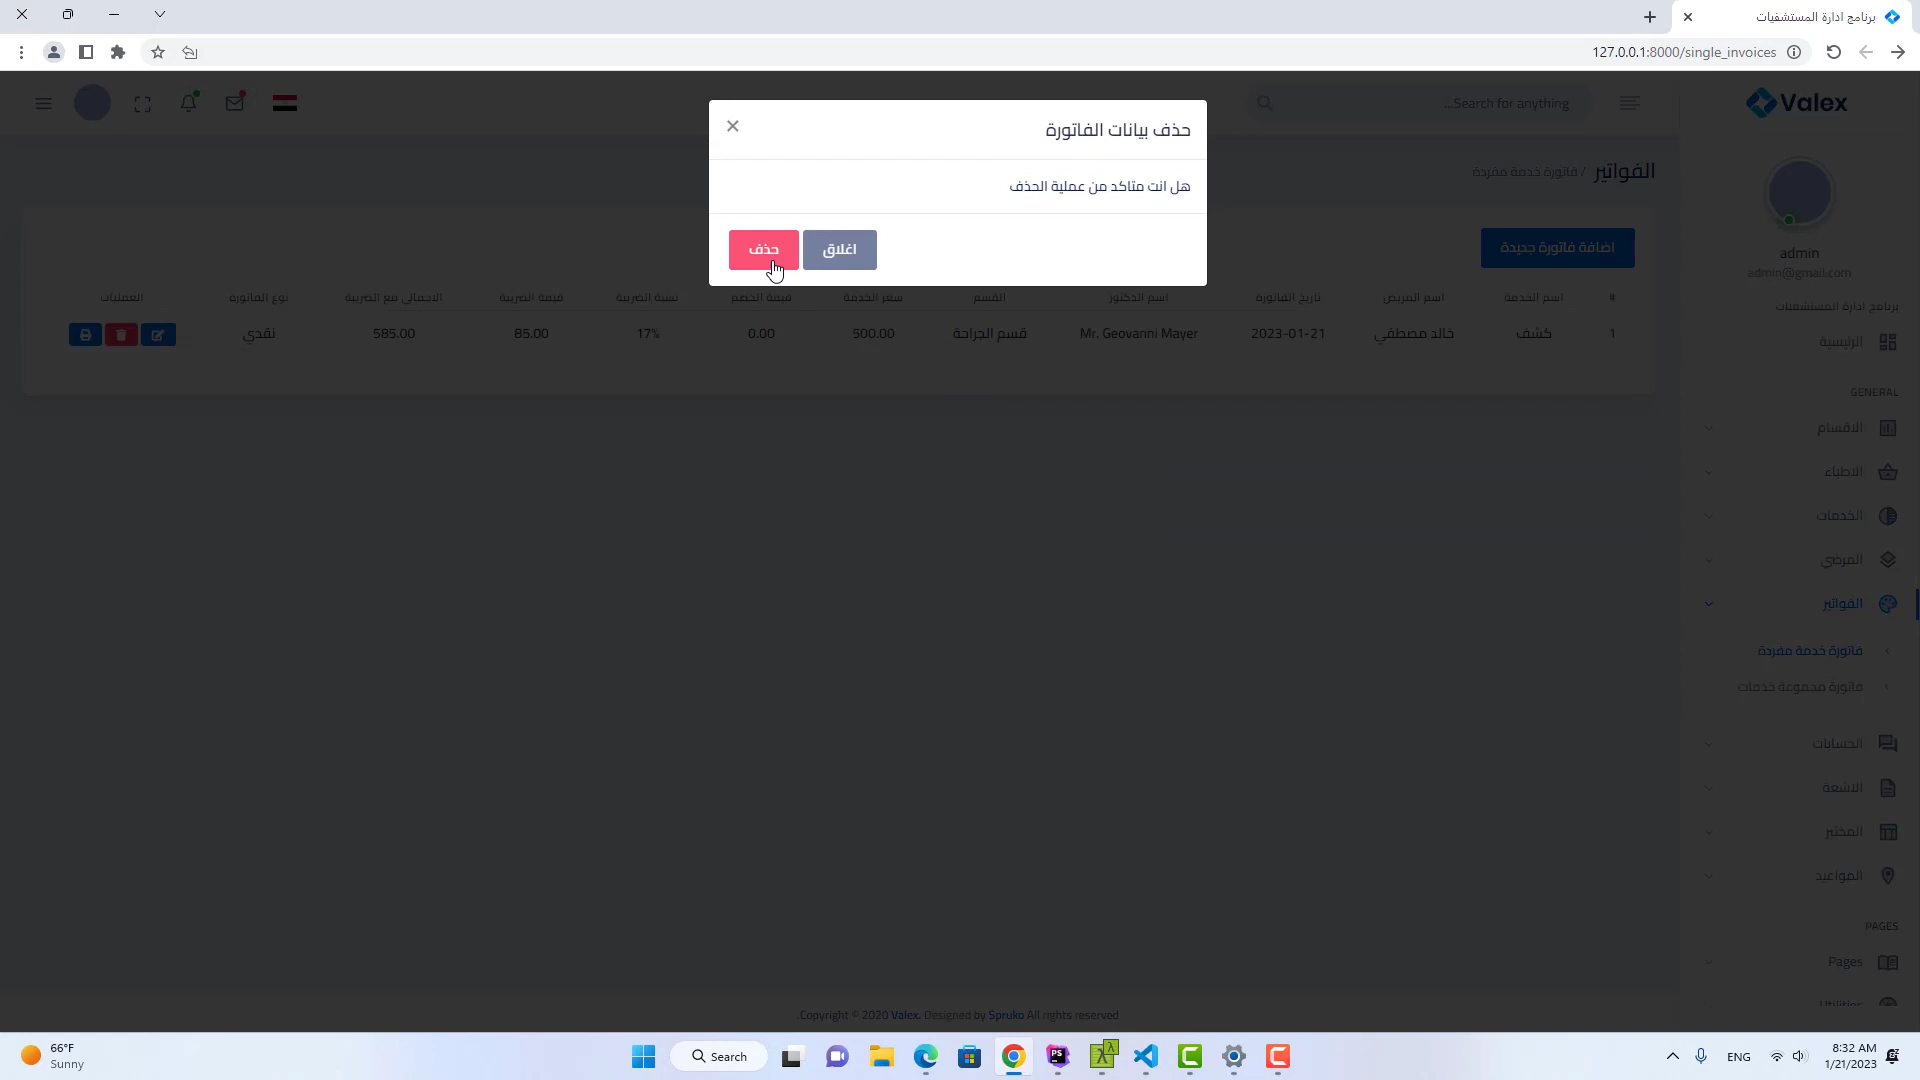 برنامج ادارة المستشفيات
127.0.0.1:8000/single_invoices
Valex
Search for anything...
حذف بيانات الفاتورة
هل انت متاكد من عملية الحذف
اغلاق
حذف
الفواتير / فاتورة خدمة مفردة
اضافة فاتورة جديدة
# اسم الخدمة اسم المريض تاريخ الفاتورة اسم الدكتور القسم سعر الخدمة قيمة الخصم نسبة الضريبة قيمة الضريبة الاجمالي مع الضريبة نوع الفاتورة العمليات
1 كشف خالد مصطفي 2023-01-21 Mr. Geovanni Mayer قسم الجراحة 500.00 0.00 17% 85.00 585.00 نقدي
admin
admin@gmail.com
برنامج ادارة المستشفيات
الرئيسية
GENERAL
الاقسام
الاطباء
الخدمات
المرضي
الفواتير
فاتورة خدمة مفردة
فاتورة مجموعة خدمات
الحسابات
الاشعة
المختبر
المواعيد
PAGES
Pages
Utilities
Copyright © 2020 Valex. Designed by Spruko All rights reserved.
66°F
Sunny
Search
PS
ENG
8:32 AM
1/21/2023